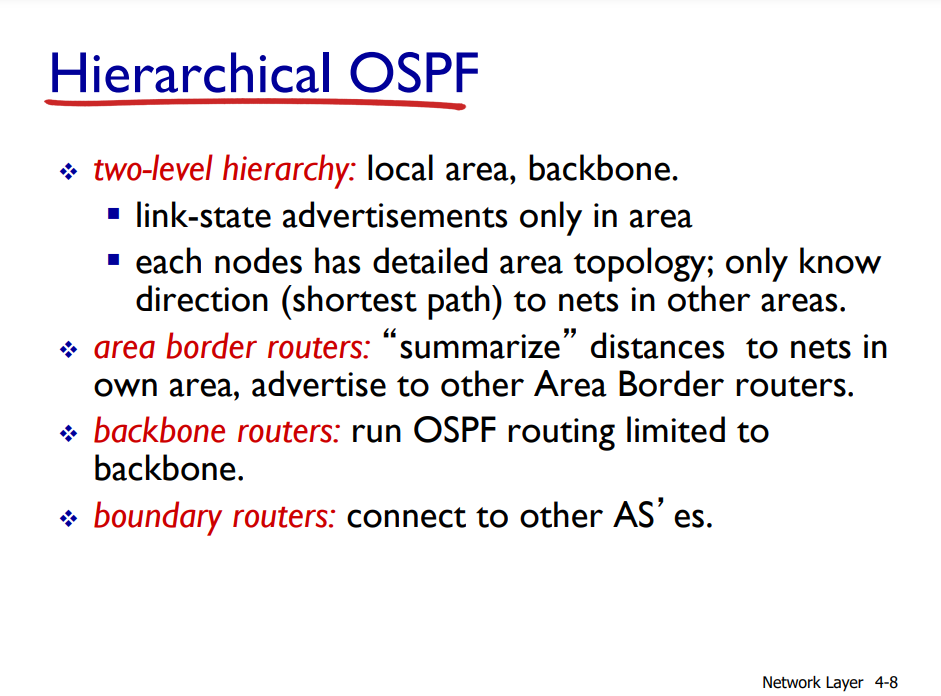 Hierarchical OSPF
two-level hierarchy: local area, backbone.
link-state advertisements only in area
each nodes has detailed area topology; only know
direction (shortest path) to nets in other areas.
area border routers: “summarize” distances to nets in
own area, advertise to other Area Border routers.
backbone routers: run OSPF routing limited to
backbone.
boundary routers: connect to other AS’ es.
Network Layer 4-8